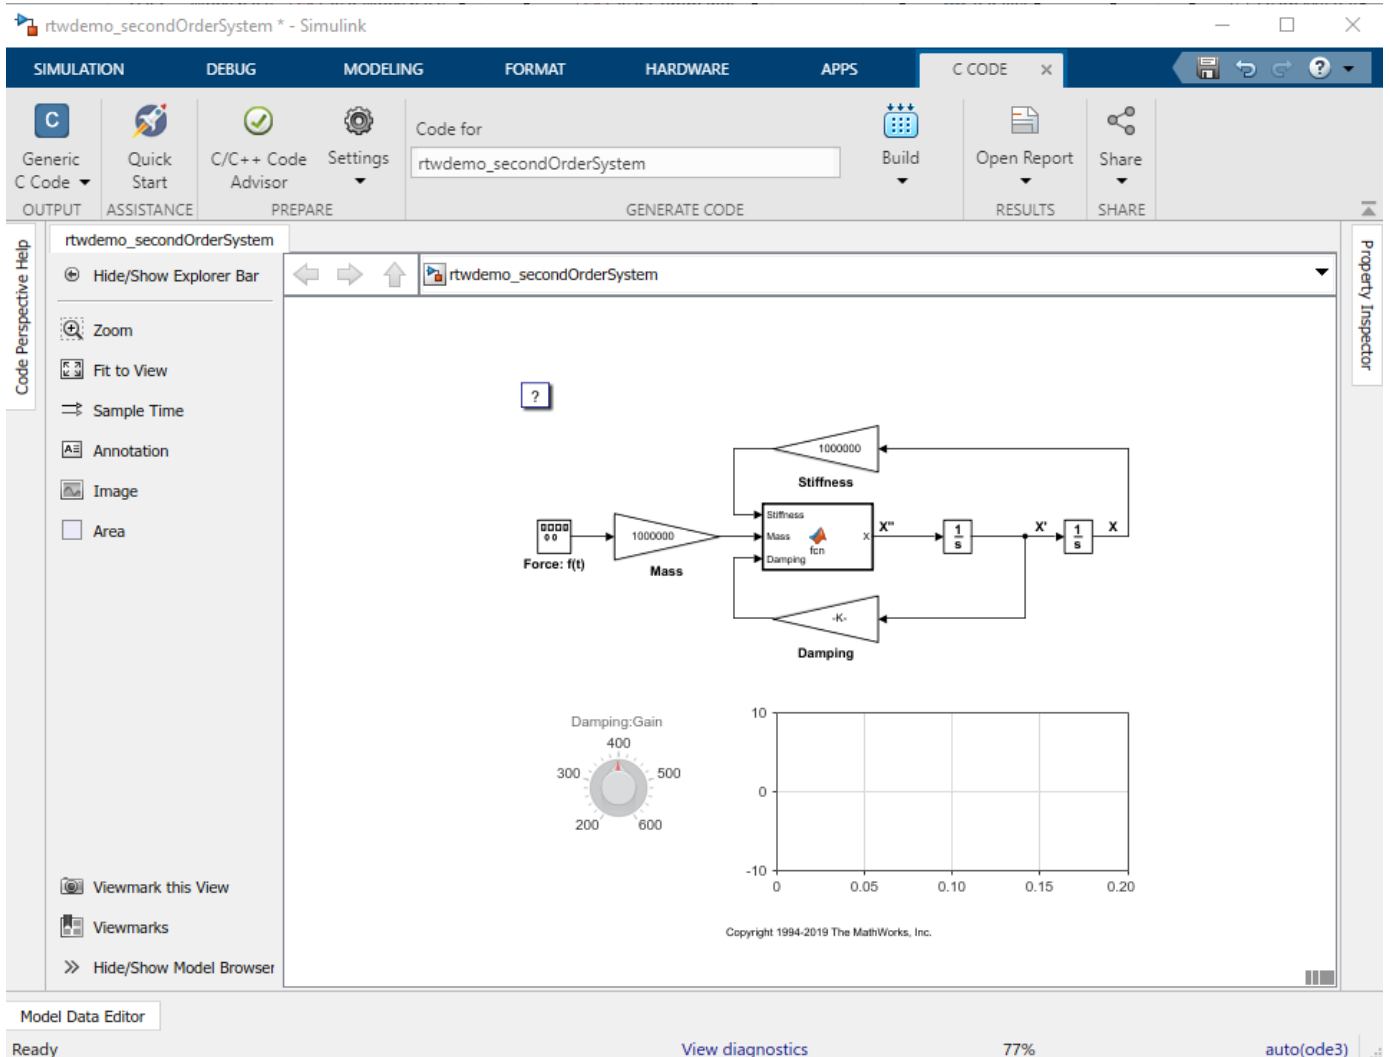 rtwdemo_secondOrderSystem * - Simulink
SIMULATION DEBUG MODELING FORMAT HARDWARE APPS C CODE
C
Generic
C Code
Quick
Start
C/C++ Code
Advisor
Settings
Code for
rtwdemo_secondOrderSystem
Build
Open Report
Share
OUTPUT ASSISTANCE PREPARE GENERATE CODE RESULTS SHARE
Code Perspective Help
Property Inspector
rtwdemo_secondOrderSystem
Hide/Show Explorer Bar
rtwdemo_secondOrderSystem
Zoom
Fit to View
Sample Time
Annotation
Image
Area
?
1000000
Stiffness
Force: f(t)
1000000
Mass
Stiffness
Mass
Damping
fcn
X
X''
1
s
X'
1
s
X
-K-
Damping
Damping:Gain
400
300 500
200 600
10
0
-10
0 0.05 0.10 0.15 0.20
Copyright 1994-2019 The MathWorks, Inc.
Viewmark this View
Viewmarks
Hide/Show Model Browser
Model Data Editor
Ready View diagnostics 77% auto(ode3)